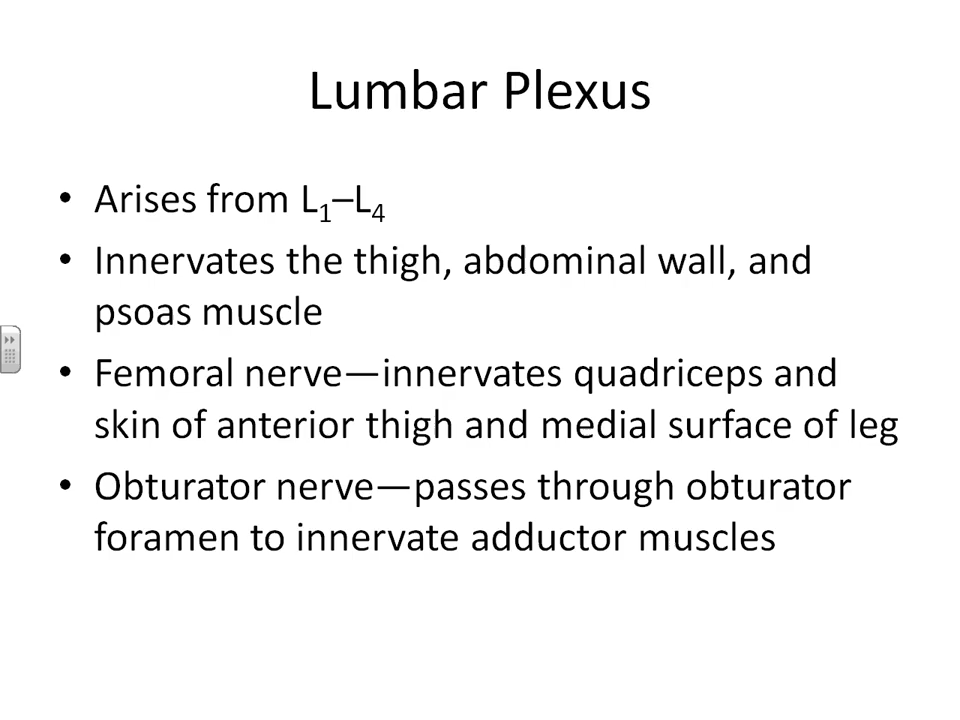 Lumbar Plexus
• Arises from L₁–L₄
• Innervates the thigh, abdominal wall, and
psoas muscle
• Femoral nerve—innervates quadriceps and
skin of anterior thigh and medial surface of leg
• Obturator nerve—passes through obturator
foramen to innervate adductor muscles